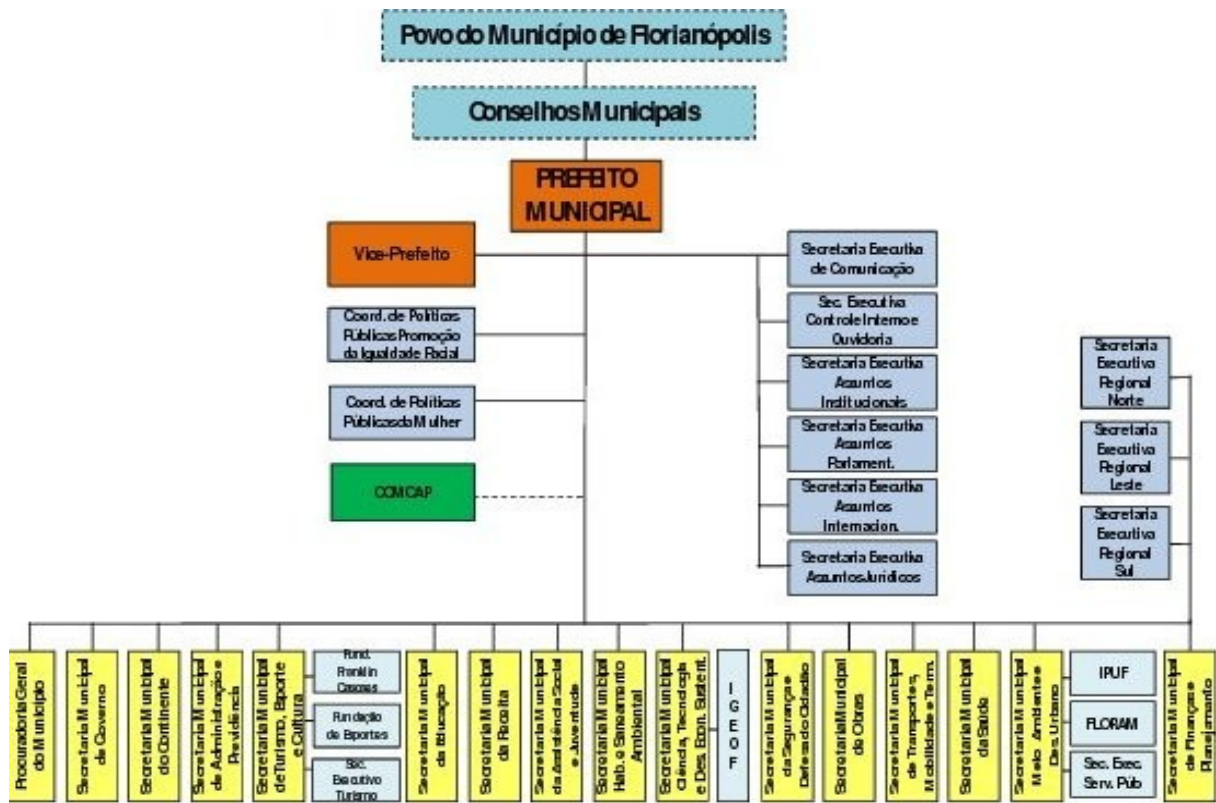 Povo do Município de Florianópolis
Conselhos Municipais
PREFEITO
MUNICIPAL
Vice-Prefeito
Coord. de Políticas
Públicas Promoção
da Igualdade Racial
Coord. de Políticas
Públicas da Mulher
COMCAP
Secretaria Executiva
de Comunicação
Sec. Executiva
Controle Interno e
Ouvidoria
Secretaria Executiva
Assuntos
Institucionais
Secretaria Executiva
Assuntos
Parlament.
Secretaria Executiva
Assuntos
Internacion.
Secretaria Executiva
Assuntos Jurídicos
Secretaria
Executiva
Regional
Norte
Secretaria
Executiva
Regional
Leste
Secretaria
Executiva
Regional
Sul
Procuradoria Geral
do Município
Secretaria Municipal
de Governo
Secretaria Municipal
do Continente
Secretaria Municipal
de Administração e
Previdência
Secretaria Municipal
de Turismo, Esporte
e Cultura
Fund.
Franklin
Cascaes
Fundação
de Esportes
Sec.
Executivo
Turismo
Secretaria Municipal
da Educação
Secretaria Municipal
da Receita
Secretaria Municipal
da Assistência Social
e Juventude
Secretaria Municipal
Hab. e Saneamento
Ambiental
Secretaria Municipal
Ciência, Tecnologia
e Des. Econ. Sustent.
I
G
E
O
F
Secretaria Municipal
da Segurança e
Defesa do Cidadão
Secretaria Municipal
de Obras
Secretaria Municipal
de Transportes,
Mobilidade e Term.
Secretaria Municipal
da Saúde
Secretaria Municipal
Meio Ambiente e
Des. Urbano
IPUF
FLORAM
Sec. Exec.
Serv. Púb
Secretaria Municipal
de Finanças e
Planejamento